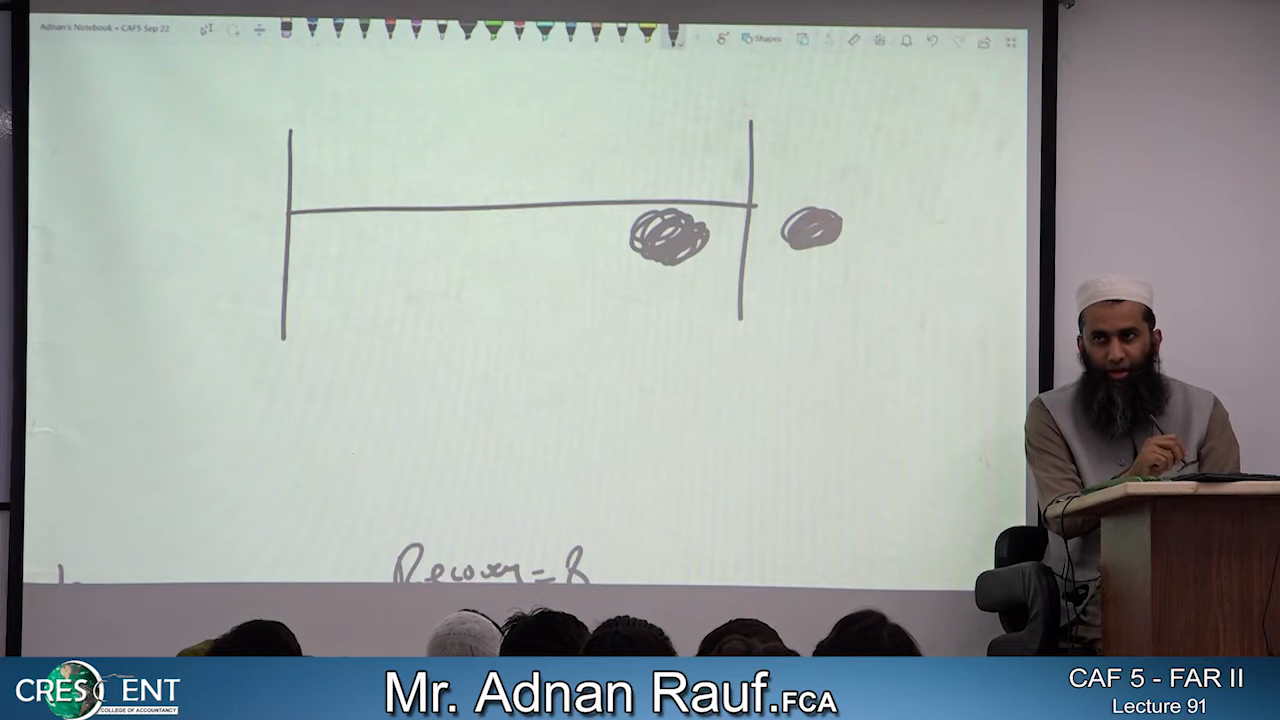 Adnan's Notebook » CAF5 Sep 22
Shapes
Recovery = R
CRESCENT
COLLEGE OF ACCOUNTANCY
Mr. Adnan Rauf.FCA
CAF 5 - FAR II
Lecture 91